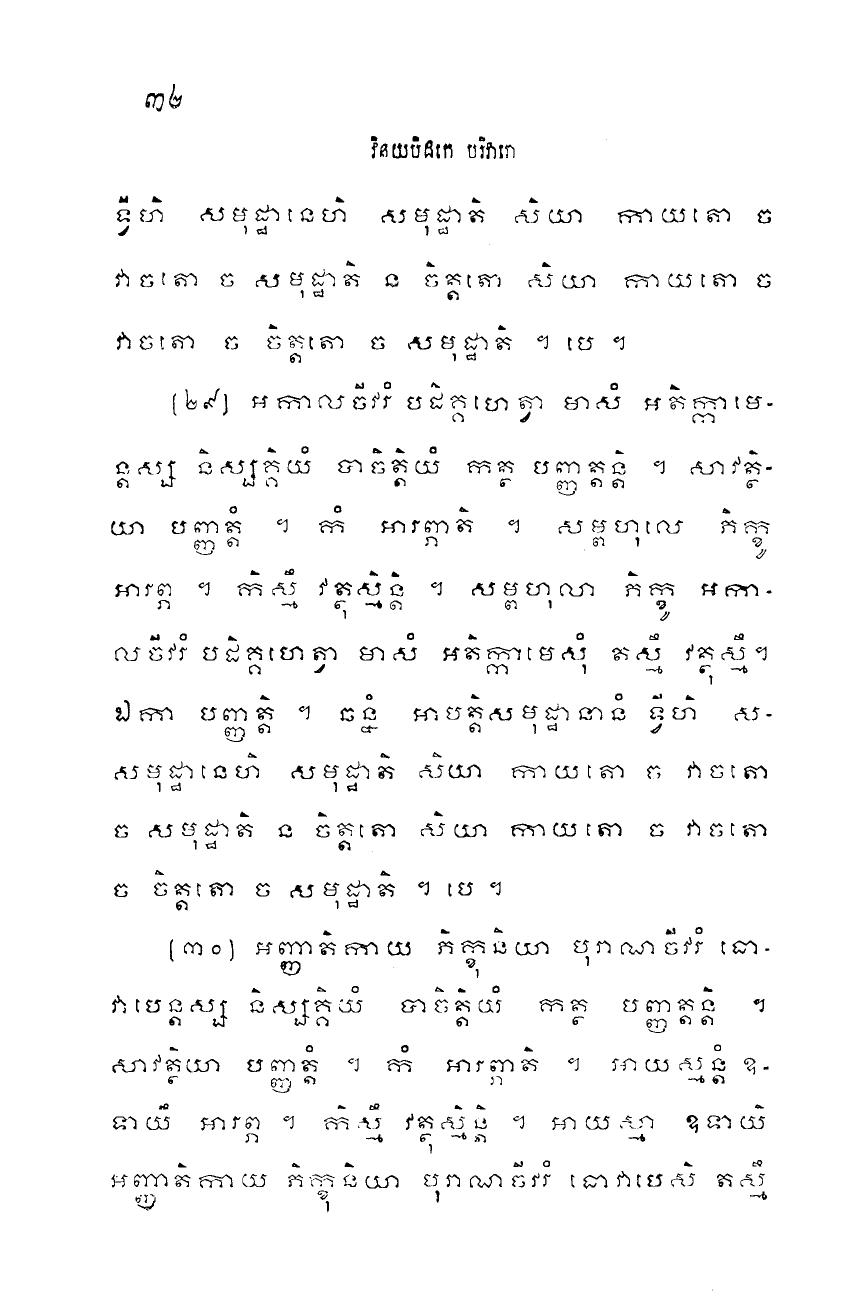 ៣២
វិនយបិដកេ បរិវារោ
ទ្វីហិ សមុដ្ឋានេហិ សមុដ្ឋាតិ សិយា កាយតោ ច
វាចតោ ច សមុដ្ឋាតិ ន ចិត្តតោ សិយា កាយតោ ច
វាចតោ ច ចិត្តតោ ច សមុដ្ឋាតិ ។ បេ ។
[២៩] អកាលចីវរំ បដិគ្គហេត្វា មាសំ អតិក្កាមេ-
ន្តស្ស និស្សគ្គិយំ បាចិត្តិយំ កត្ថ បញ្ញត្តន្តិ ។ សាវត្ថិ-
យា បញ្ញត្តំ ។ កំ អារព្ភាតិ ។ សម្ពហុលេ ភិក្ខូ
អារព្ភ ។ កិស្មឹ វត្ថុស្មិន្តិ ។ សម្ពហុលា ភិក្ខូ អកា-
លចីវរំ បដិគ្គហេត្វា មាសំ អតិក្កាមេសុំ តស្មឹ វត្ថុស្មឹ។
ឯកា បញ្ញត្តិ ។ ឆន្នំ អាបត្តិសមុដ្ឋានានំ ទ្វីហិ ស-
សមុដ្ឋានេហិ សមុដ្ឋាតិ សិយា កាយតោ ច វាចតោ
ច សមុដ្ឋាតិ ន ចិត្តតោ សិយា កាយតោ ច វាចតោ
ច ចិត្តតោ ច សមុដ្ឋាតិ ។ បេ ។
[៣០] អញ្ញាតិកាយ ភិក្ខុនិយា បុរាណចីវរំ ធោ-
វាបេន្តស្ស និស្សគ្គិយំ បាចិត្តិយំ កត្ថ បញ្ញត្តន្តិ ។
សាវត្ថិយា បញ្ញត្តំ ។ កំ អារព្ភាតិ ។ អាយស្មន្តំ ឧ-
ទាយឹ អារព្ភ ។ កិស្មឹ វត្ថុស្មិន្តិ ។ អាយស្មា ឧទាយិ
អញ្ញាតិកាយ ភិក្ខុនិយា បុរាណចីវរំ ធោវាបេសិ តស្មឹ